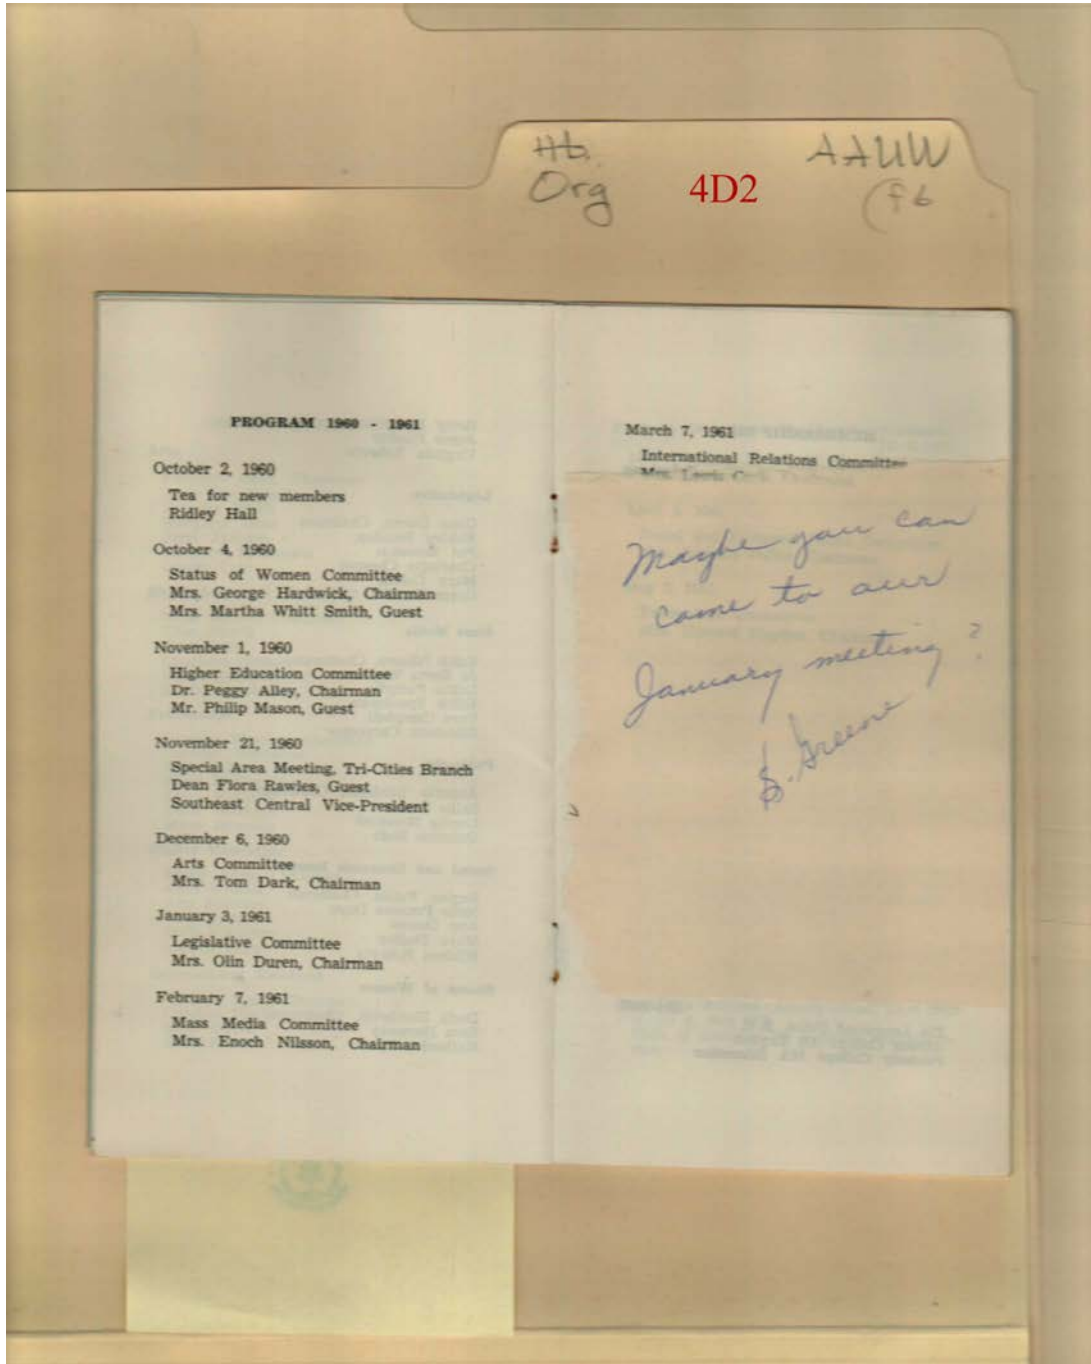 Hb.
Org
4D2
AAUW
PROGRAM 1960 - 1961
October 2, 1960
Tea for new members
Ridley Hall
October 4, 1960
Status of Women Committee
Mrs. George Hardwick, Chairman
Mrs. Martha Whitt Smith, Guest
November 1, 1960
Higher Education Committee
Dr. Peggy Alley, Chairman
Mr. Philip Mason, Guest
November 21, 1960
Special Area Meeting, Tri-Cities Branch
Dean Flora Rawles, Guest
Southeast Central Vice-President
December 6, 1960
Arts Committee
Mrs. Tom Dark, Chairman
January 3, 1961
Legislative Committee
Mrs. Olin Duren, Chairman
February 7, 1961
Mass Media Committee
Mrs. Enoch Nilsson, Chairman
March 7, 1961
International Relations Committee
Mrs.
Maybe you can
come to our
January meeting?
Greene